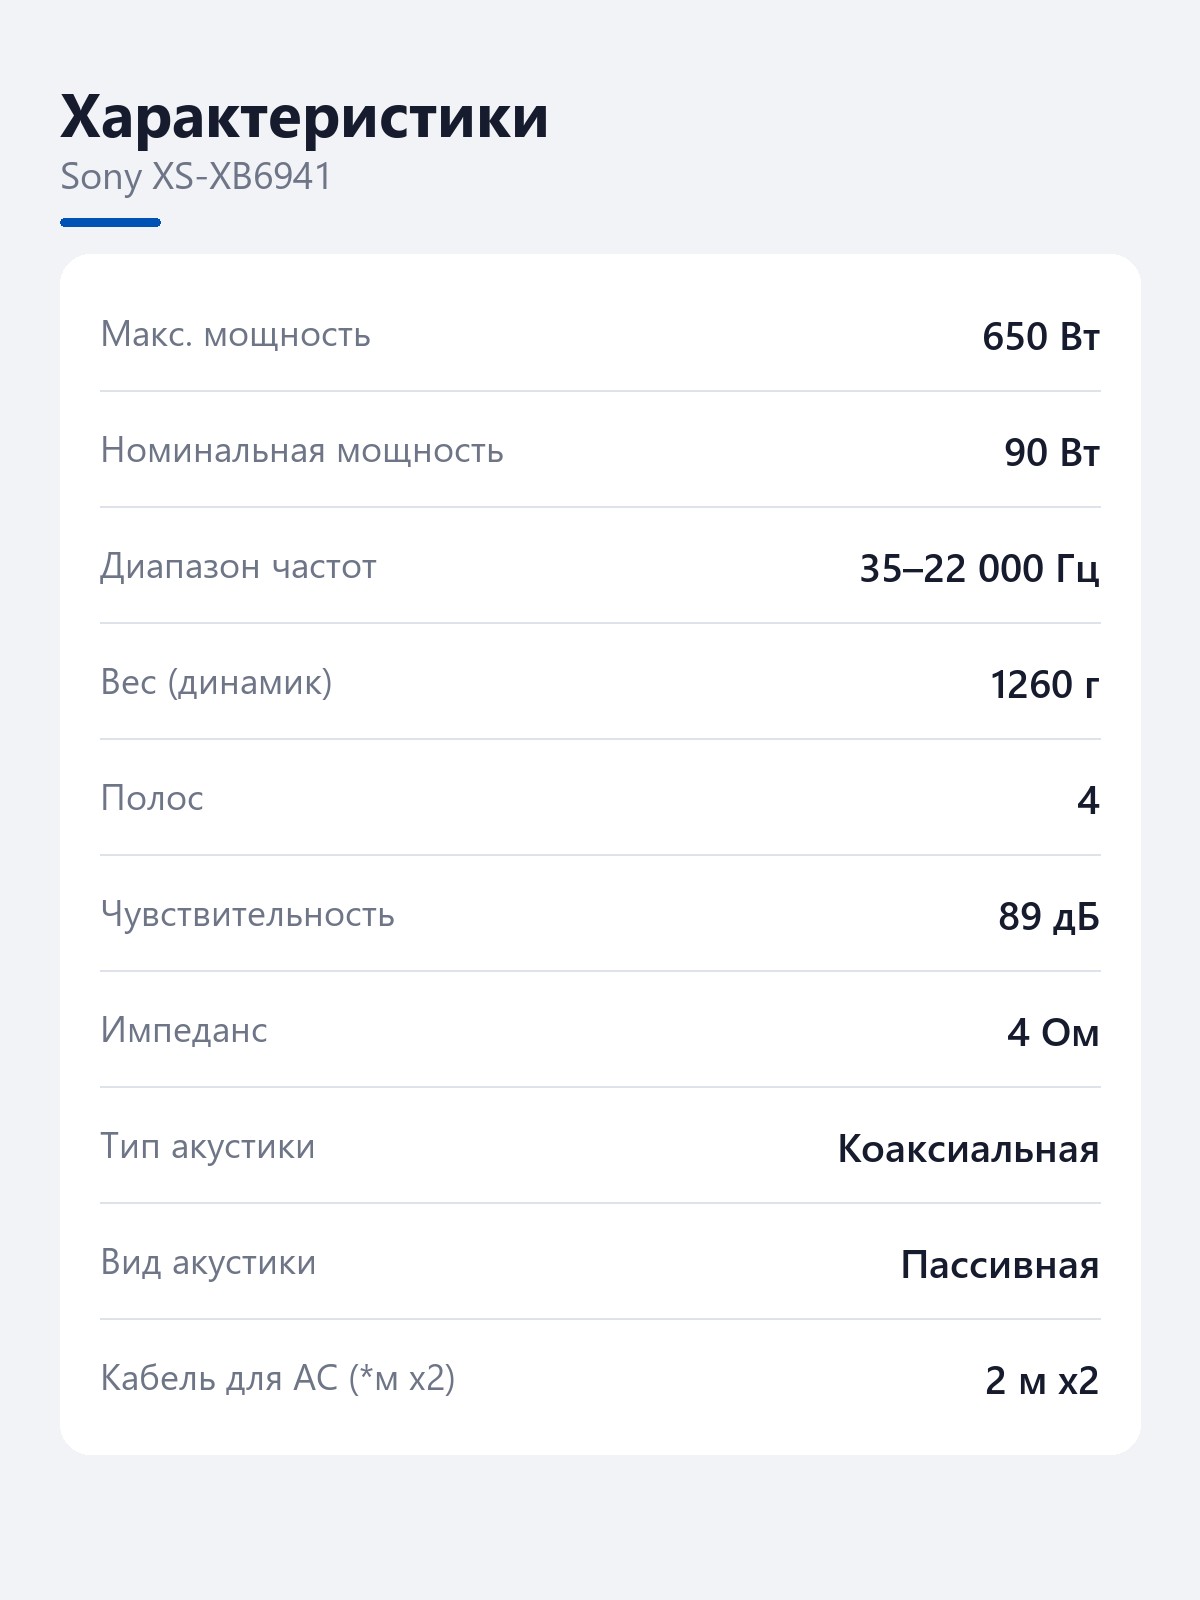 Характеристики
Sony XS-XB6941
Макс. мощность 650 Вт
Номинальная мощность 90 Вт
Диапазон частот 35–22 000 Гц
Вес (динамик) 1260 г
Полос 4
Чувствительность 89 дБ
Импеданс 4 Ом
Тип акустики Коаксиальная
Вид акустики Пассивная
Кабель для АС (*м x2) 2 м x2